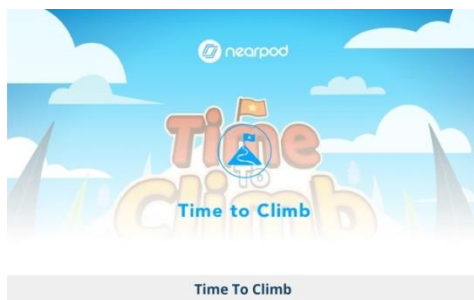 nearpod
Time
To
Climb
Time to Climb
Time To Climb